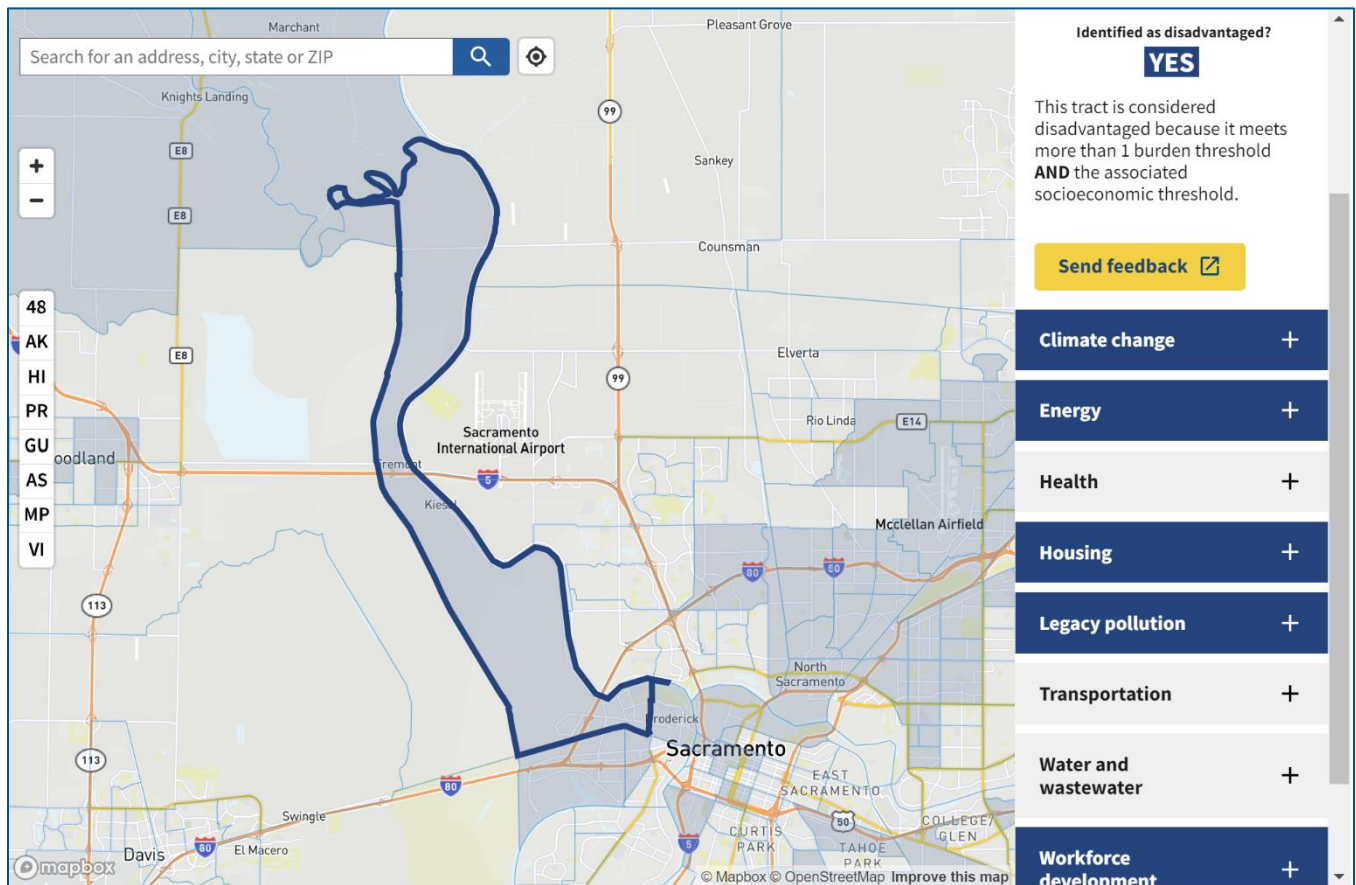 Marchant
Pleasant Grove
Search for an address, city, state or ZIP
Knights Landing
99
E8
Sankey
+
−
E8
Counsman
48
AK
HI
PR
GU
AS
MP
VI
E8
Elverta
99
Rio Linda
E14
oodland
Sacramento
International Airport
Fremont
5
Kiesel
Mcclellan Airfield
80
80
113
North
Sacramento
Broderick
Sacramento
113
80
EAST
SACRAMENTO
Swingle
50
COLLEGE/
GLEN
CURTIS
PARK
TAHOE
PARK
5
Davis
80
El Macero
mapbox
© Mapbox © OpenStreetMap Improve this map
Identified as disadvantaged?
YES
This tract is considered
disadvantaged because it meets
more than 1 burden threshold
AND the associated
socioeconomic threshold.
Send feedback
Climate change +
Energy +
Health +
Housing +
Legacy pollution +
Transportation +
Water and
wastewater +
Workforce
development +